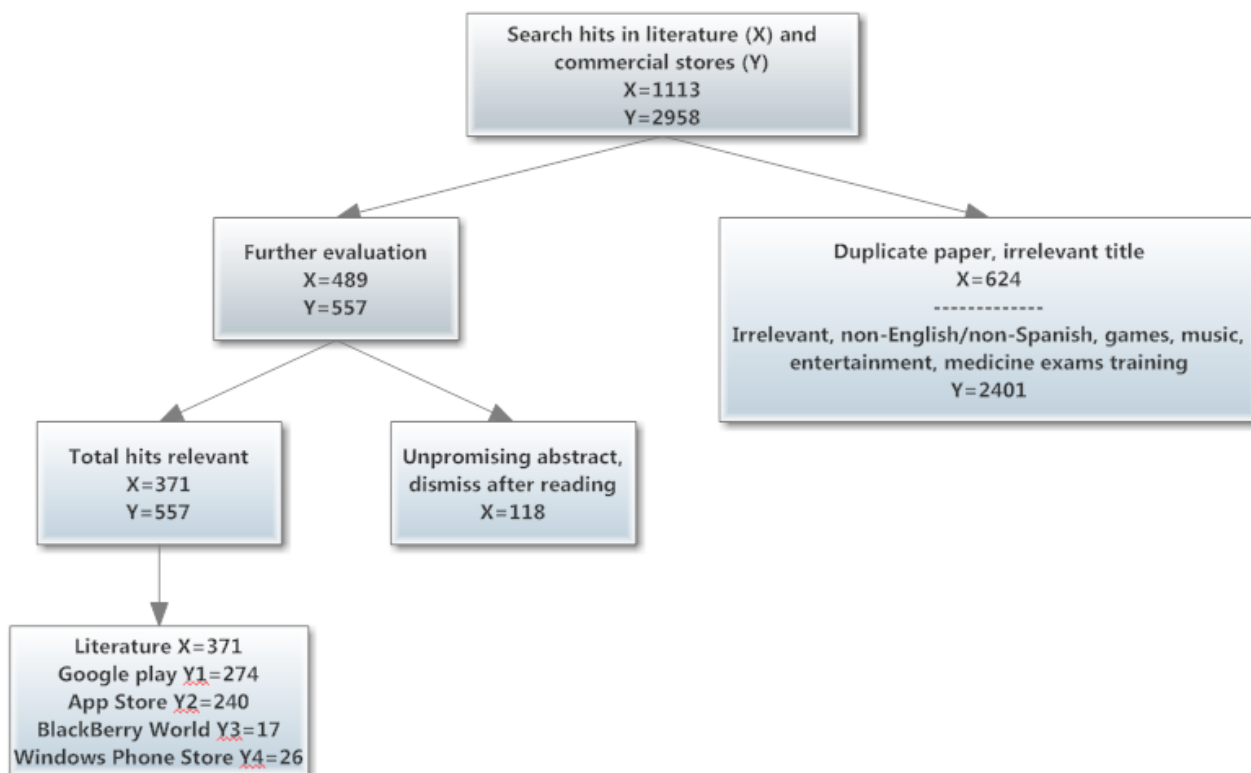 Search hits in literature (X) and
commercial stores (Y)
X=1113
Y=2958
Further evaluation
X=489
Y=557
Duplicate paper, irrelevant title
X=624
-------------
Irrelevant, non-English/non-Spanish, games, music,
entertainment, medicine exams training
Y=2401
Total hits relevant
X=371
Y=557
Unpromising abstract,
dismiss after reading
X=118
Literature X=371
Google play Y1=274
App Store Y2=240
BlackBerry World Y3=17
Windows Phone Store Y4=26